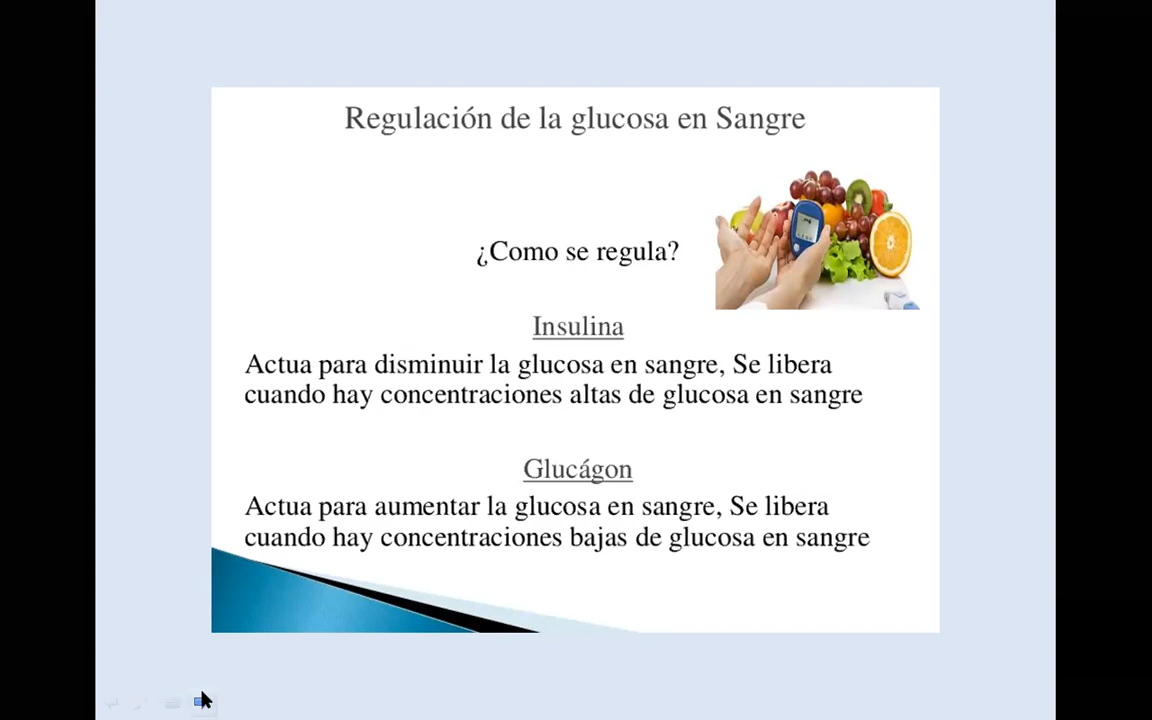 Regulación de la glucosa en Sangre
¿Como se regula?
Insulina
Actua para disminuir la glucosa en sangre, Se libera
cuando hay concentraciones altas de glucosa en sangre
Glucágon
Actua para aumentar la glucosa en sangre, Se libera
cuando hay concentraciones bajas de glucosa en sangre